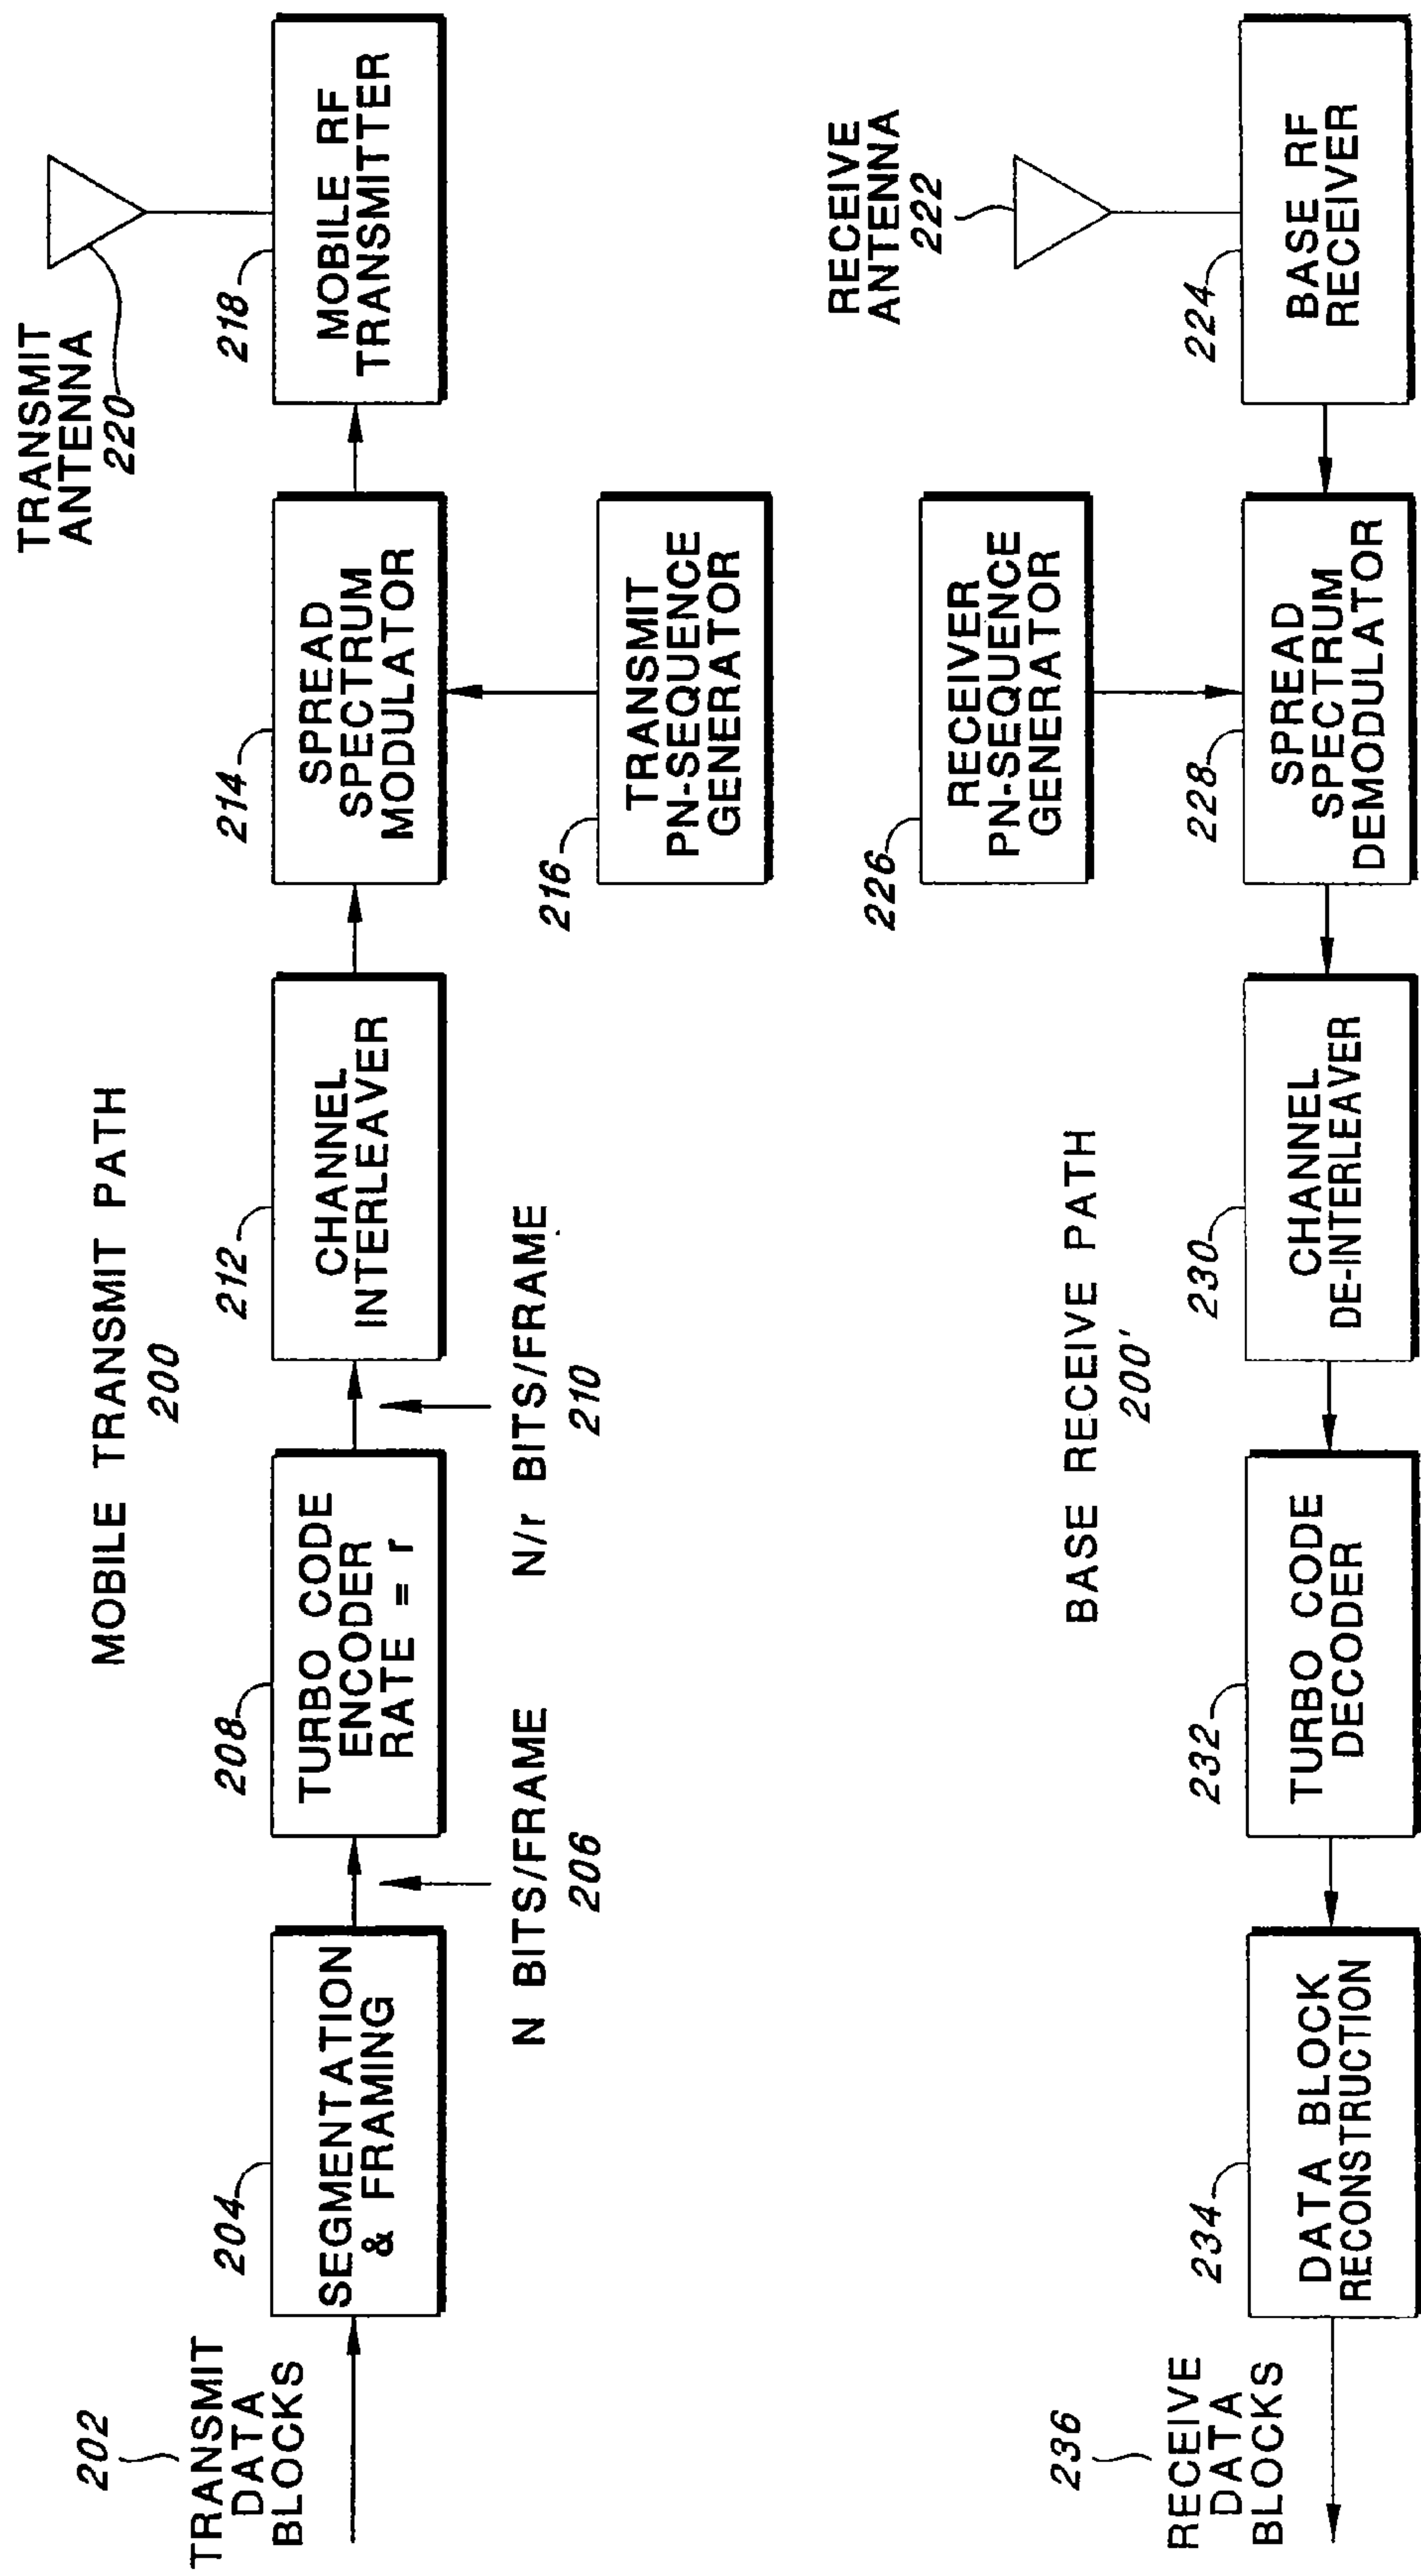 MOBILE TRANSMIT PATH
200
202
TRANSMIT
DATA
BLOCKS
204
SEGMENTATION
& FRAMING
N BITS/FRAME
206
208
TURBO CODE
ENCODER
RATE = r
N/r BITS/FRAME
210
212
CHANNEL
INTERLEAVER
214
SPREAD
SPECTRUM
MODULATOR
216
TRANSMIT
PN-SEQUENCE
GENERATOR
218
MOBILE RF
TRANSMITTER
TRANSMIT
ANTENNA
220
BASE RECEIVE PATH
200'
RECEIVE
ANTENNA
222
224
BASE RF
RECEIVER
226
RECEIVER
PN-SEQUENCE
GENERATOR
228
SPREAD
SPECTRUM
DEMODULATOR
230
CHANNEL
DE-INTERLEAVER
232
TURBO CODE
DECODER
234
DATA BLOCK
RECONSTRUCTION
236
RECEIVE
DATA
BLOCKS